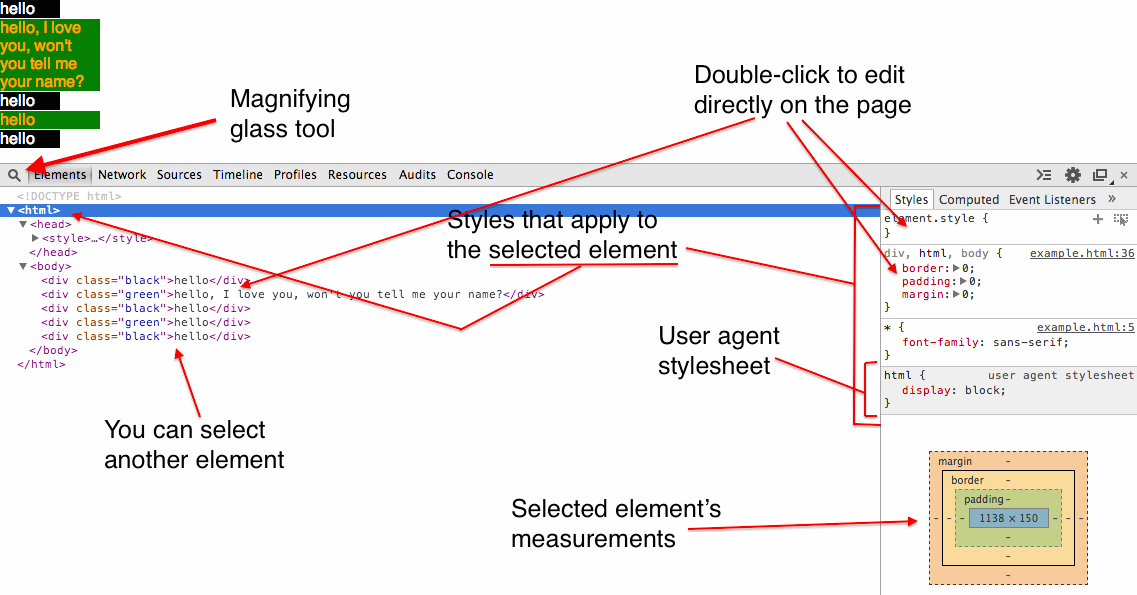 hello
hello, I love
you, won't
you tell me
your name?
hello
hello
hello
Magnifying
glass tool
Double-click to edit
directly on the page
Elements Network Sources Timeline Profiles Resources Audits Console
<!DOCTYPE html>
▼<html>
▼<head>
▶<style>…</style>
</head>
▼<body>
<div class="black">hello</div>
<div class="green">hello, I love you, won't you tell me your name?</div>
<div class="black">hello</div>
<div class="green">hello</div>
<div class="black">hello</div>
</body>
</html>
Styles that apply to
the selected element
User agent
stylesheet
You can select
another element
Selected element's
measurements
Styles Computed Event Listeners »
element.style {
}
div, html, body { example.html:36
border:▶0;
padding:▶0;
margin:▶0;
}
* { example.html:5
font-family: sans-serif;
}
html { user agent stylesheet
display: block;
}
margin -
border -
padding -
- - - 1138 × 150 - - -
-
-
-